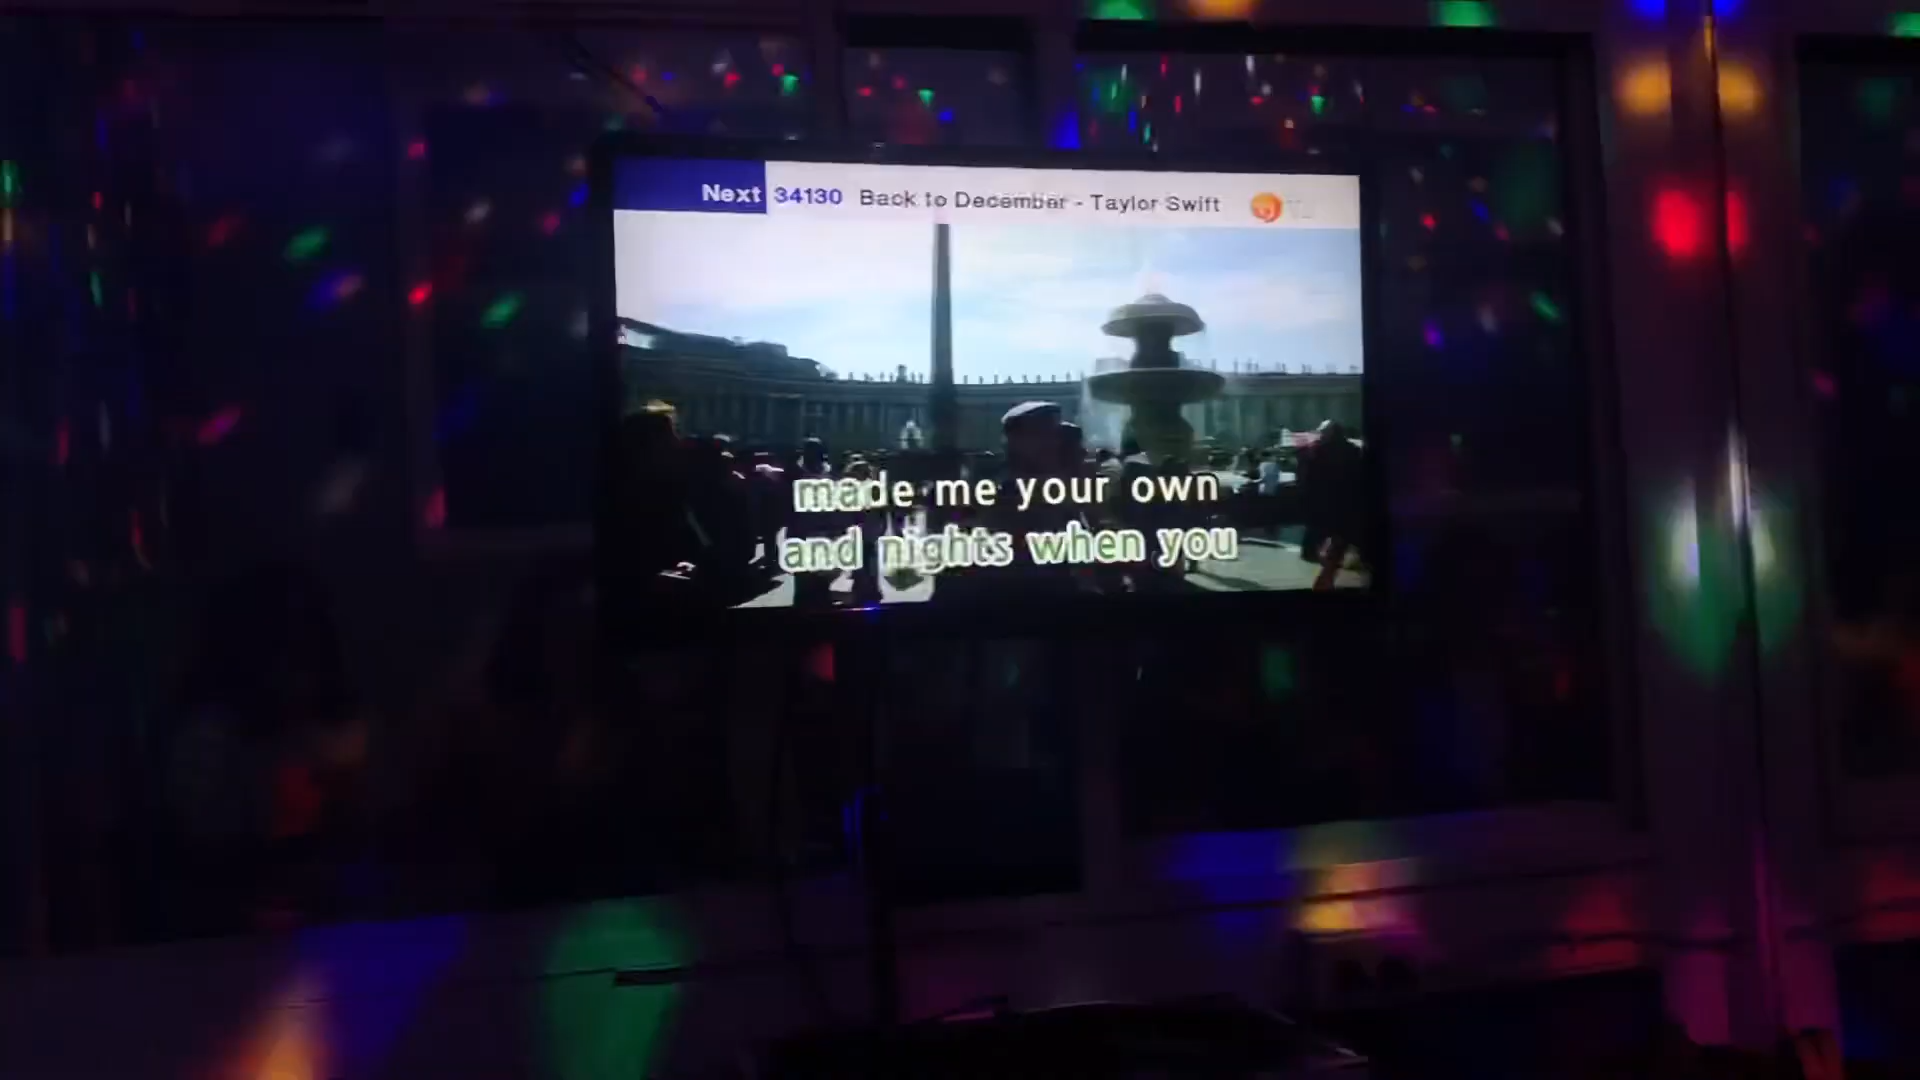 Next 34130 Back to December - Taylor Swift
made me your own
and nights when you